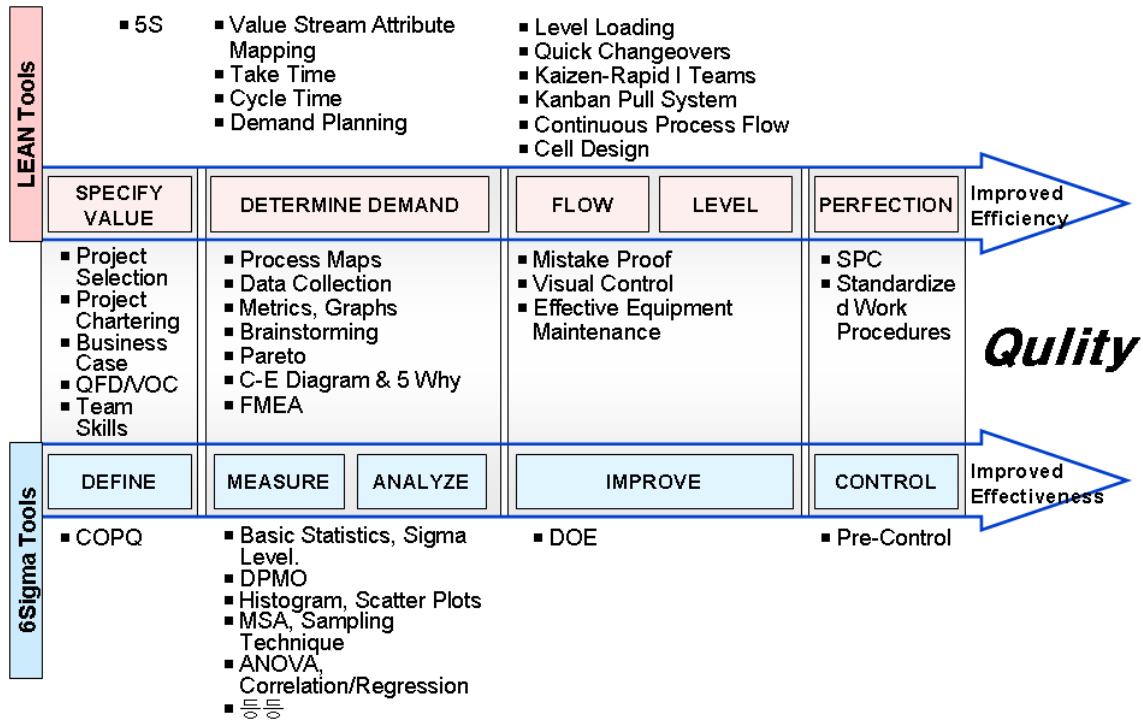 LEAN Tools
■ 5S
■ Value Stream Attribute
Mapping
■ Take Time
■ Cycle Time
■ Demand Planning
■ Level Loading
■ Quick Changeovers
■ Kaizen-Rapid I Teams
■ Kanban Pull System
■ Continuous Process Flow
■ Cell Design
SPECIFY
VALUE
DETERMINE DEMAND
FLOW
LEVEL
PERFECTION
Improved
Efficiency
■ Project
Selection
■ Project
Chartering
■ Business
Case
■ QFD/VOC
■ Team
Skills
■ Process Maps
■ Data Collection
■ Metrics, Graphs
■ Brainstorming
■ Pareto
■ C-E Diagram & 5 Why
■ FMEA
■ Mistake Proof
■ Visual Control
■ Effective Equipment
Maintenance
■ SPC
■ Standardize
d Work
Procedures
Qulity
6Sigma Tools
DEFINE
MEASURE
ANALYZE
IMPROVE
CONTROL
Improved
Effectiveness
■ COPQ
■ Basic Statistics, Sigma
Level.
■ DPMO
■ Histogram, Scatter Plots
■ MSA, Sampling
Technique
■ ANOVA,
Correlation/Regression
■ 등등
■ DOE
■ Pre-Control